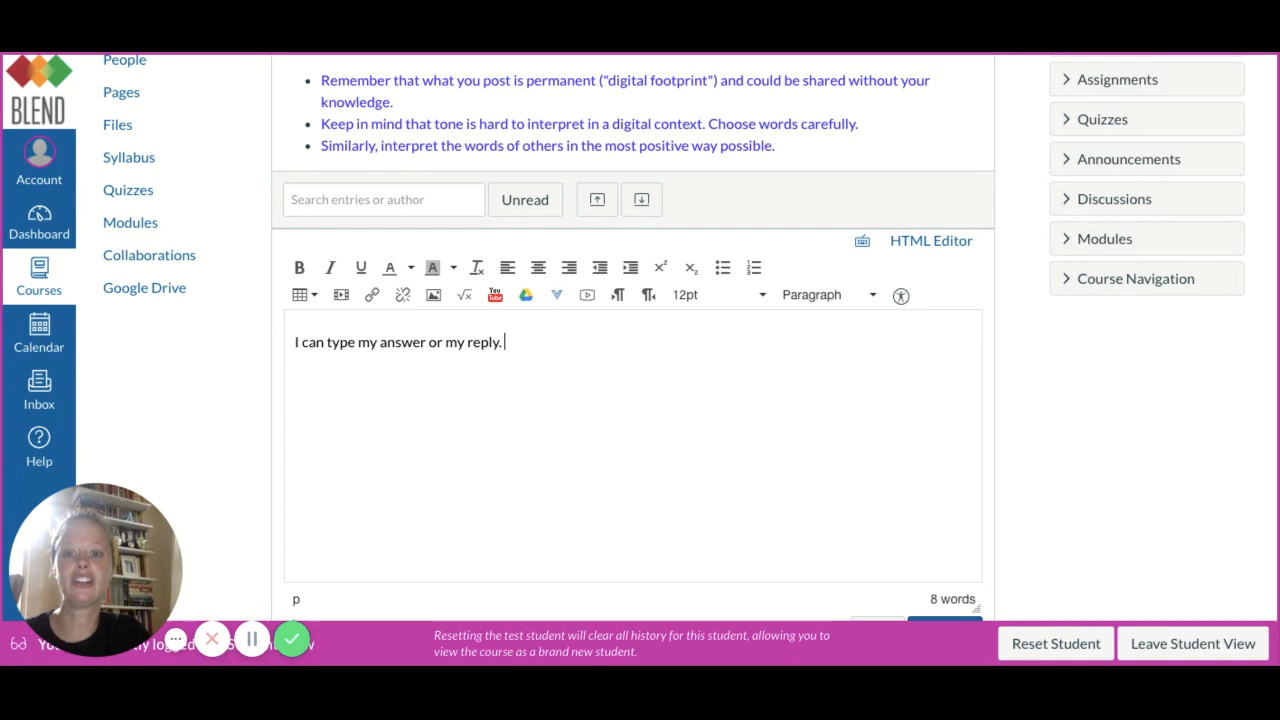 BLEND
Account
Dashboard
Courses
Calendar
Inbox
Help
People
Pages
Files
Syllabus
Quizzes
Modules
Collaborations
Google Drive
Remember that what you post is permanent ("digital footprint") and could be shared without your
knowledge.
Keep in mind that tone is hard to interpret in a digital context. Choose words carefully.
Similarly, interpret the words of others in the most positive way possible.
Search entries or author
Unread
HTML Editor
12pt
Paragraph
I can type my answer or my reply.
p
8 words
Assignments
Quizzes
Announcements
Discussions
Modules
Course Navigation
Resetting the test student will clear all history for this student, allowing you to
view the course as a brand new student.
Reset Student
Leave Student View